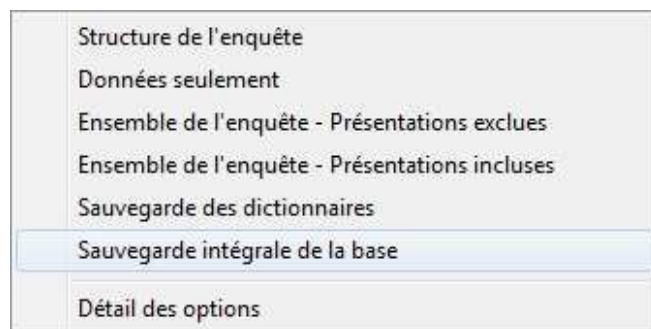 Structure de l'enquête
Données seulement
Ensemble de l'enquête - Présentations exclues
Ensemble de l'enquête - Présentations incluses
Sauvegarde des dictionnaires
Sauvegarde intégrale de la base
Détail des options